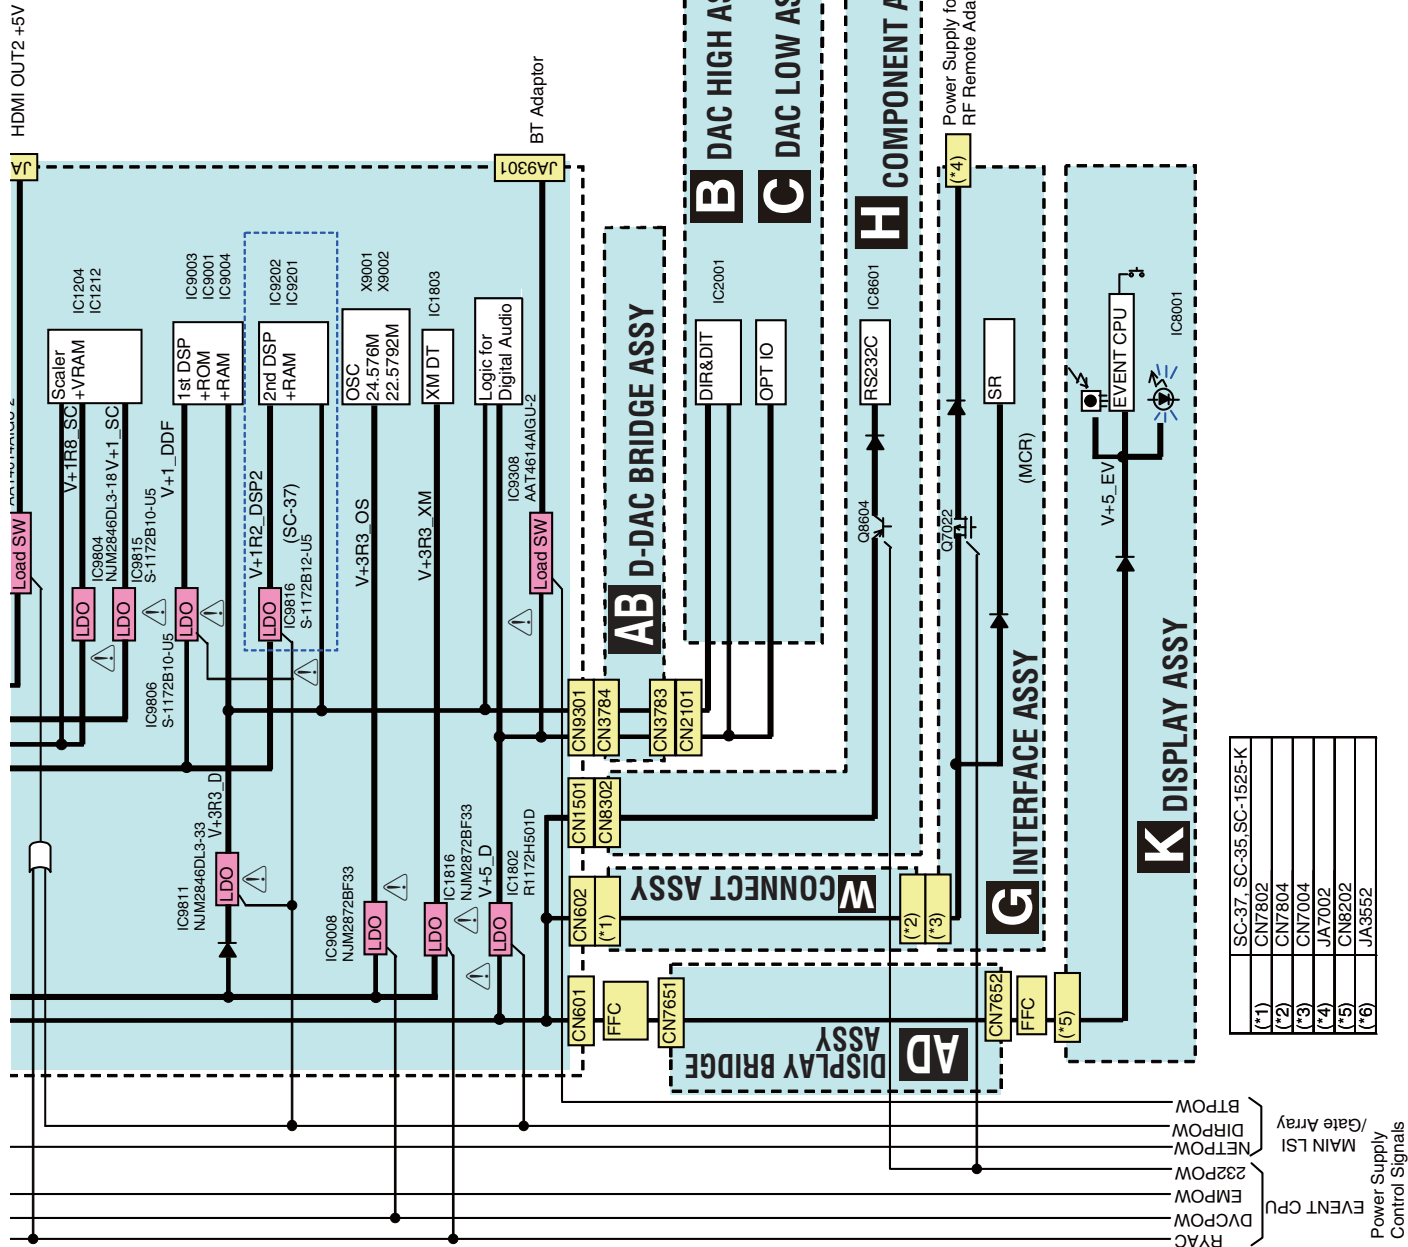 HDMI OUT2 +5V
JA
AAT4614AIGU-2
Load SW
Scaler
+VRAM
IC1204
IC1212
V+1R8_SC
V+1_SC
LDO
IC9804
NJM2846DL3-18
LDO
IC9815
S-1172B10-U5
1st DSP
+ROM
+RAM
IC9003
IC9001
IC9004
V+1_DDF
LDO
IC9806
S-1172B10-U5
2nd DSP
+RAM
IC9202
IC9201
V+1R2_DSP2
(SC-37)
LDO
IC9816
S-1172B12-U5
OSC
24.576M
22.5792M
X9001
X9002
V+3R3_OS
XM DT
IC1803
V+3R3_XM
Logic for
Digital Audio
IC9308
AAT4614AIGU-2
Load SW
JA9301
BT Adaptor
IC9811
NJM2846DL3-33
V+3R3_D
LDO
IC9008
NJM2872BF33
LDO
IC1816
NJM2872BF33
LDO
V+5_D
IC1802
R1172H501D
LDO
CN9301
CN3784
CN3783
CN2101
CN1501
CN8302
CN602
(*1)
(*2)
(*3)
CN601
FFC
CN7651
CN7652
FFC
(*5)
AB D-DAC BRIDGE ASSY
B DAC HIGH AS
C DAC LOW AS
DIR&DIT
IC2001
OPT IO
H COMPONENT A
RS232C
IC8601
Q8604
W CONNECT ASSY
G INTERFACE ASSY
Power Supply fo
RF Remote Ada
(*4)
Q7022
SR
(MCR)
AD DISPLAY BRIDGE
ASSY
K DISPLAY ASSY
V+5_EV
EVENT CPU
IC8001
SC-37, SC-35,SC-1525-K
(*1) CN7802
(*2) CN7804
(*3) CN7004
(*4) JA7002
(*5) CN8202
(*6) JA3552
BTPOW
DIRPOW
NETPOW
232POW
EMPOW
DVCPOW
RYAC
MAIN LSI
/Gate Array
EVENT CPU
Power Supply
Control Signals